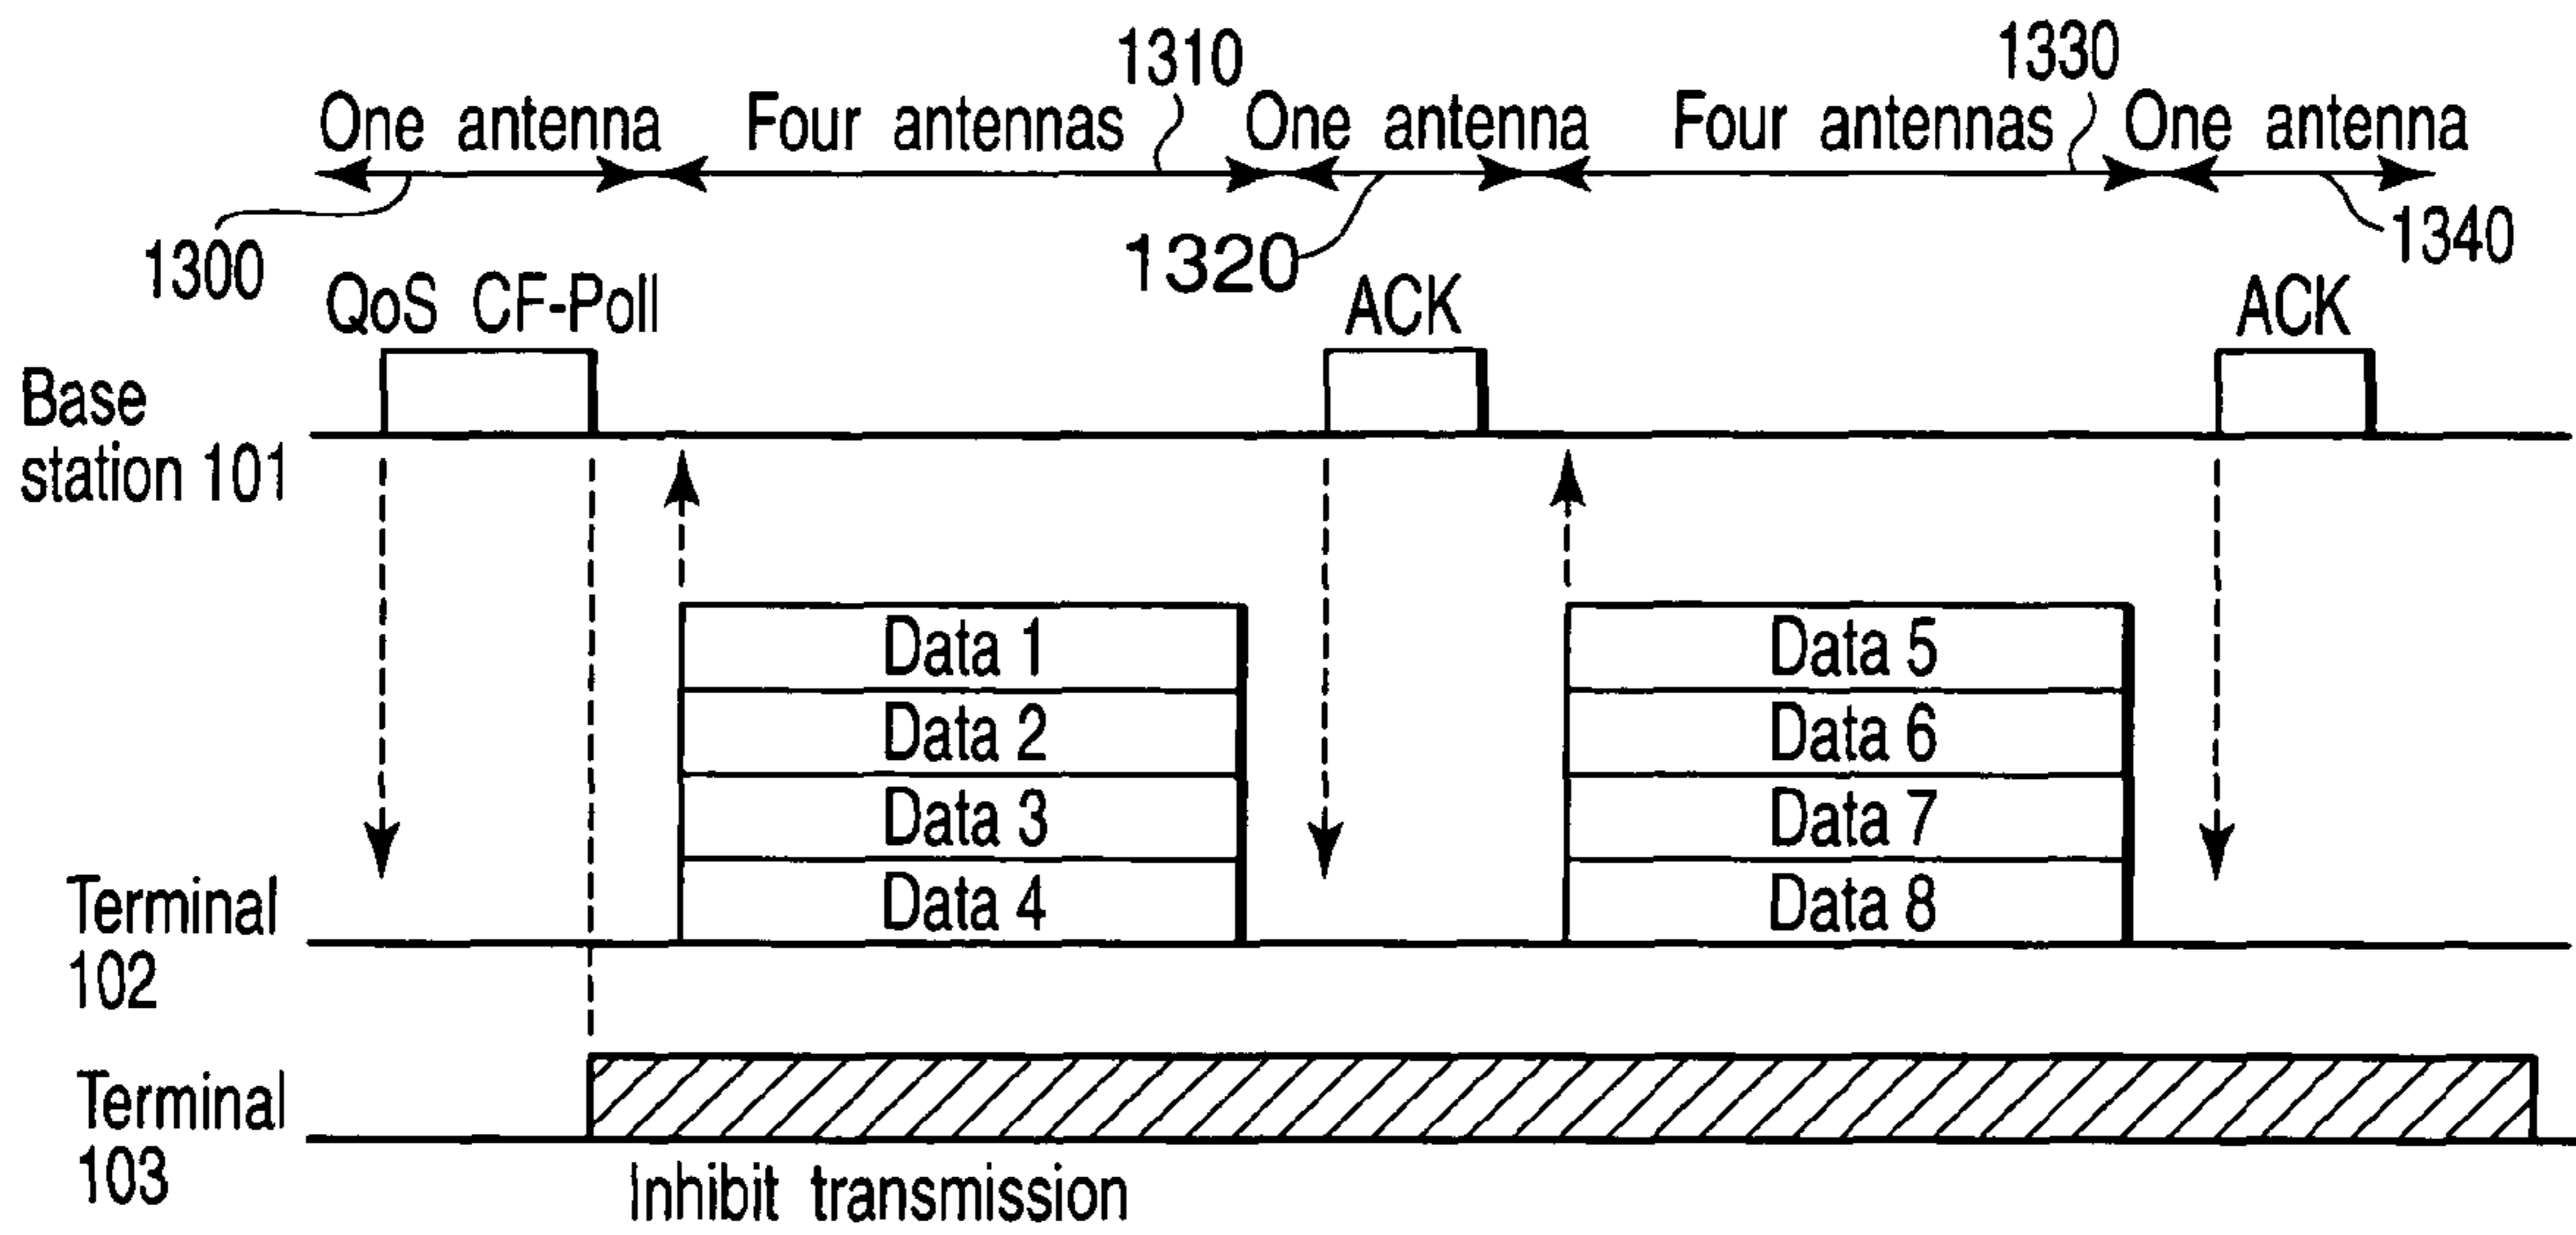 1310
1330
One antenna
Four antennas
One antenna
Four antennas
One antenna
1300
1320
1340
QoS CF-Poll
ACK
ACK
Base
station 101
Data 1
Data 5
Data 2
Data 6
Data 3
Data 7
Data 4
Data 8
Terminal
102
Terminal
103
Inhibit transmission